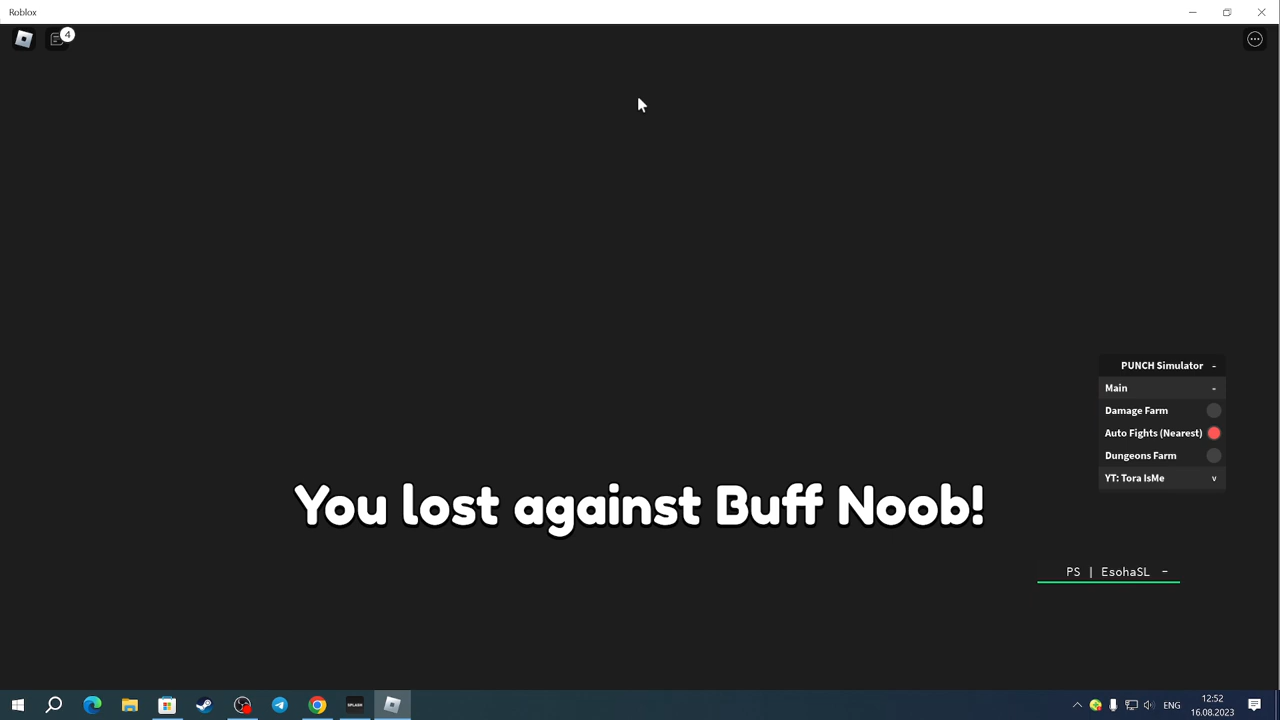 Roblox
4
PUNCH Simulator -
Main -
Damage Farm
Auto Fights (Nearest)
Dungeons Farm
YT: Tora IsMe v
You lost against Buff Noob!
PS | EsohaSL -
SPLASH
ENG
12:52
16.08.2023